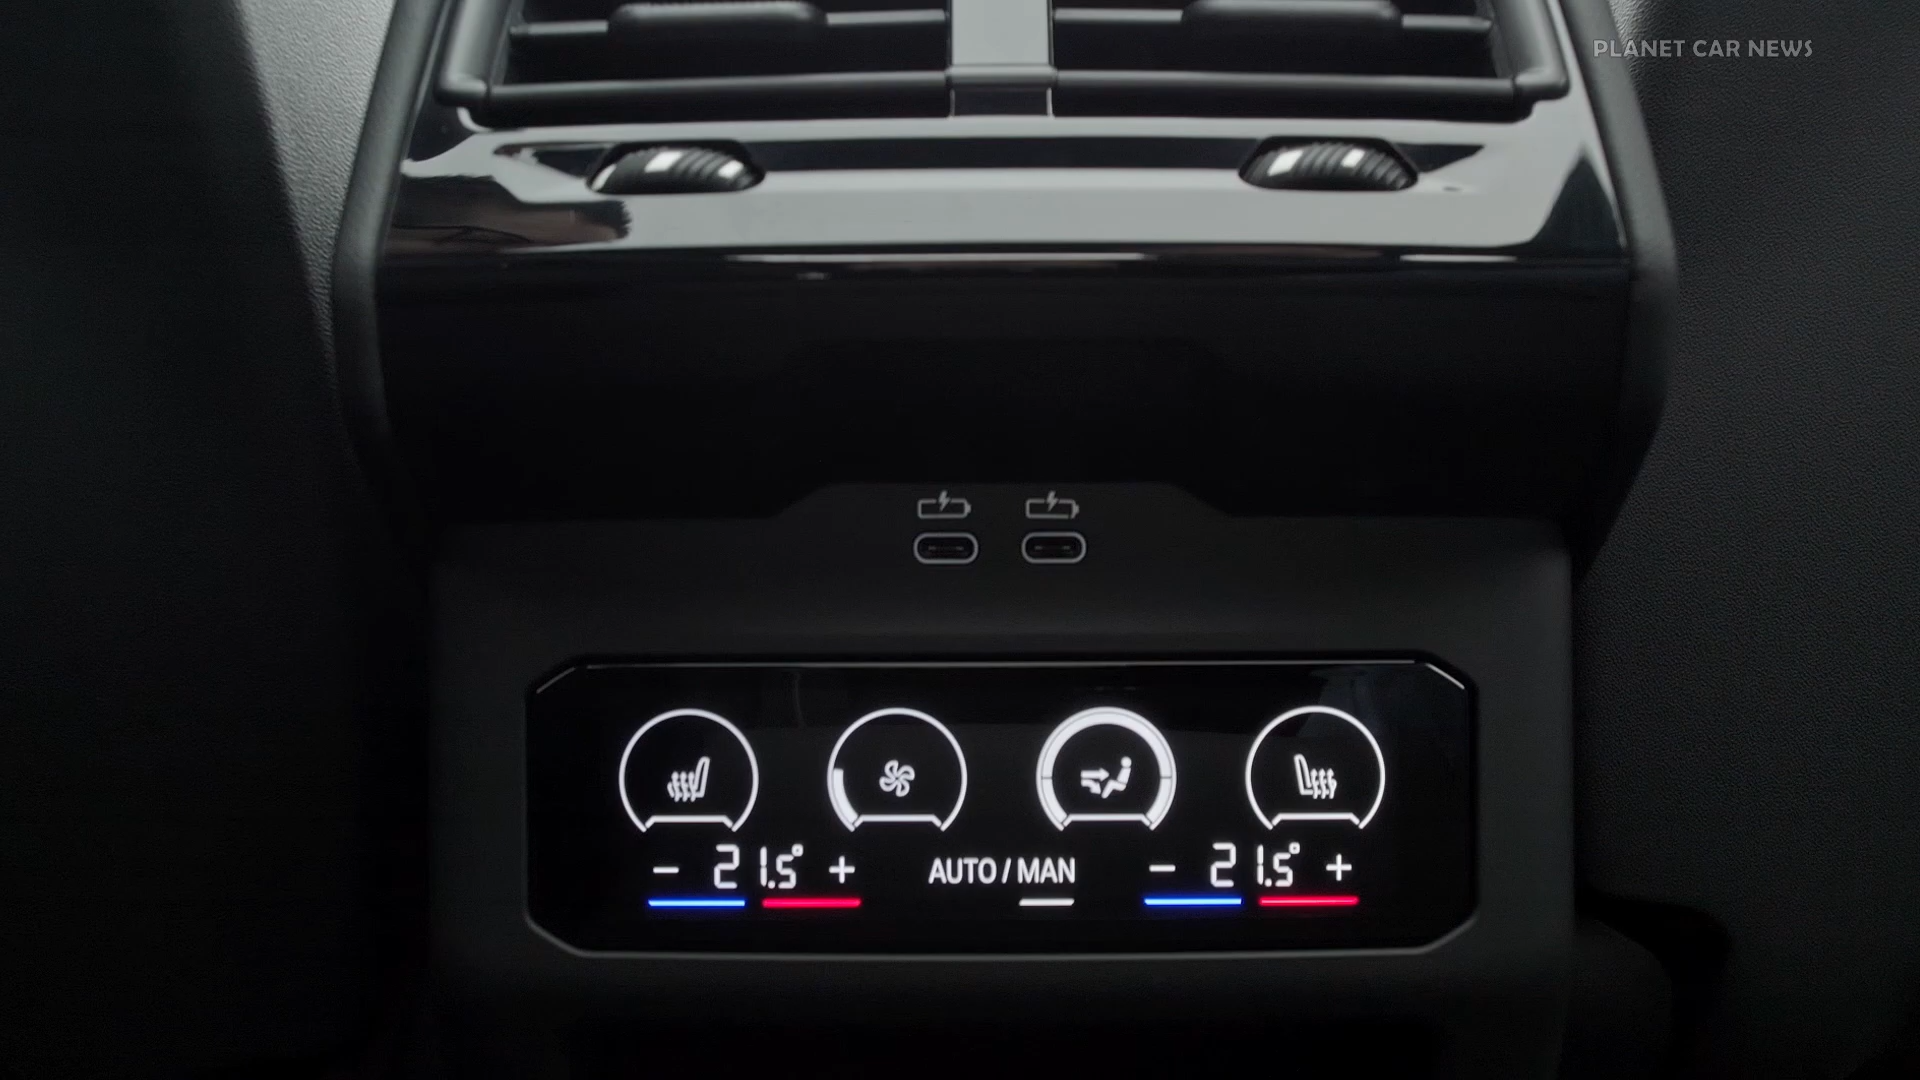 PLANET CAR NEWS
- 21.5° + AUTO / MAN - 21.5° +